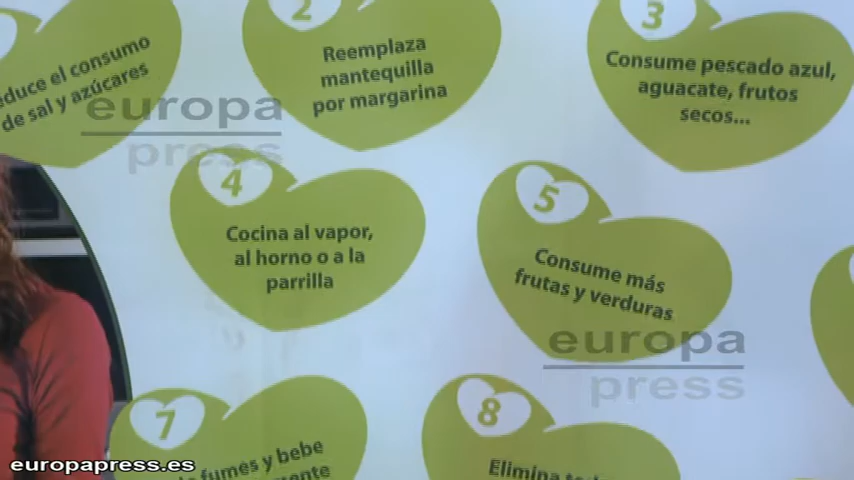 el consumo
de sal y azúcares
2
Reemplaza
mantequilla
por margarina
3
Consume pescado azul,
aguacate, frutos
secos...
europa
press
4
Cocina al vapor,
al horno o a la
parrilla
5
Consume más
frutas y verduras
europa
press
7
fumes y bebe
8
Elimina
europapress.es